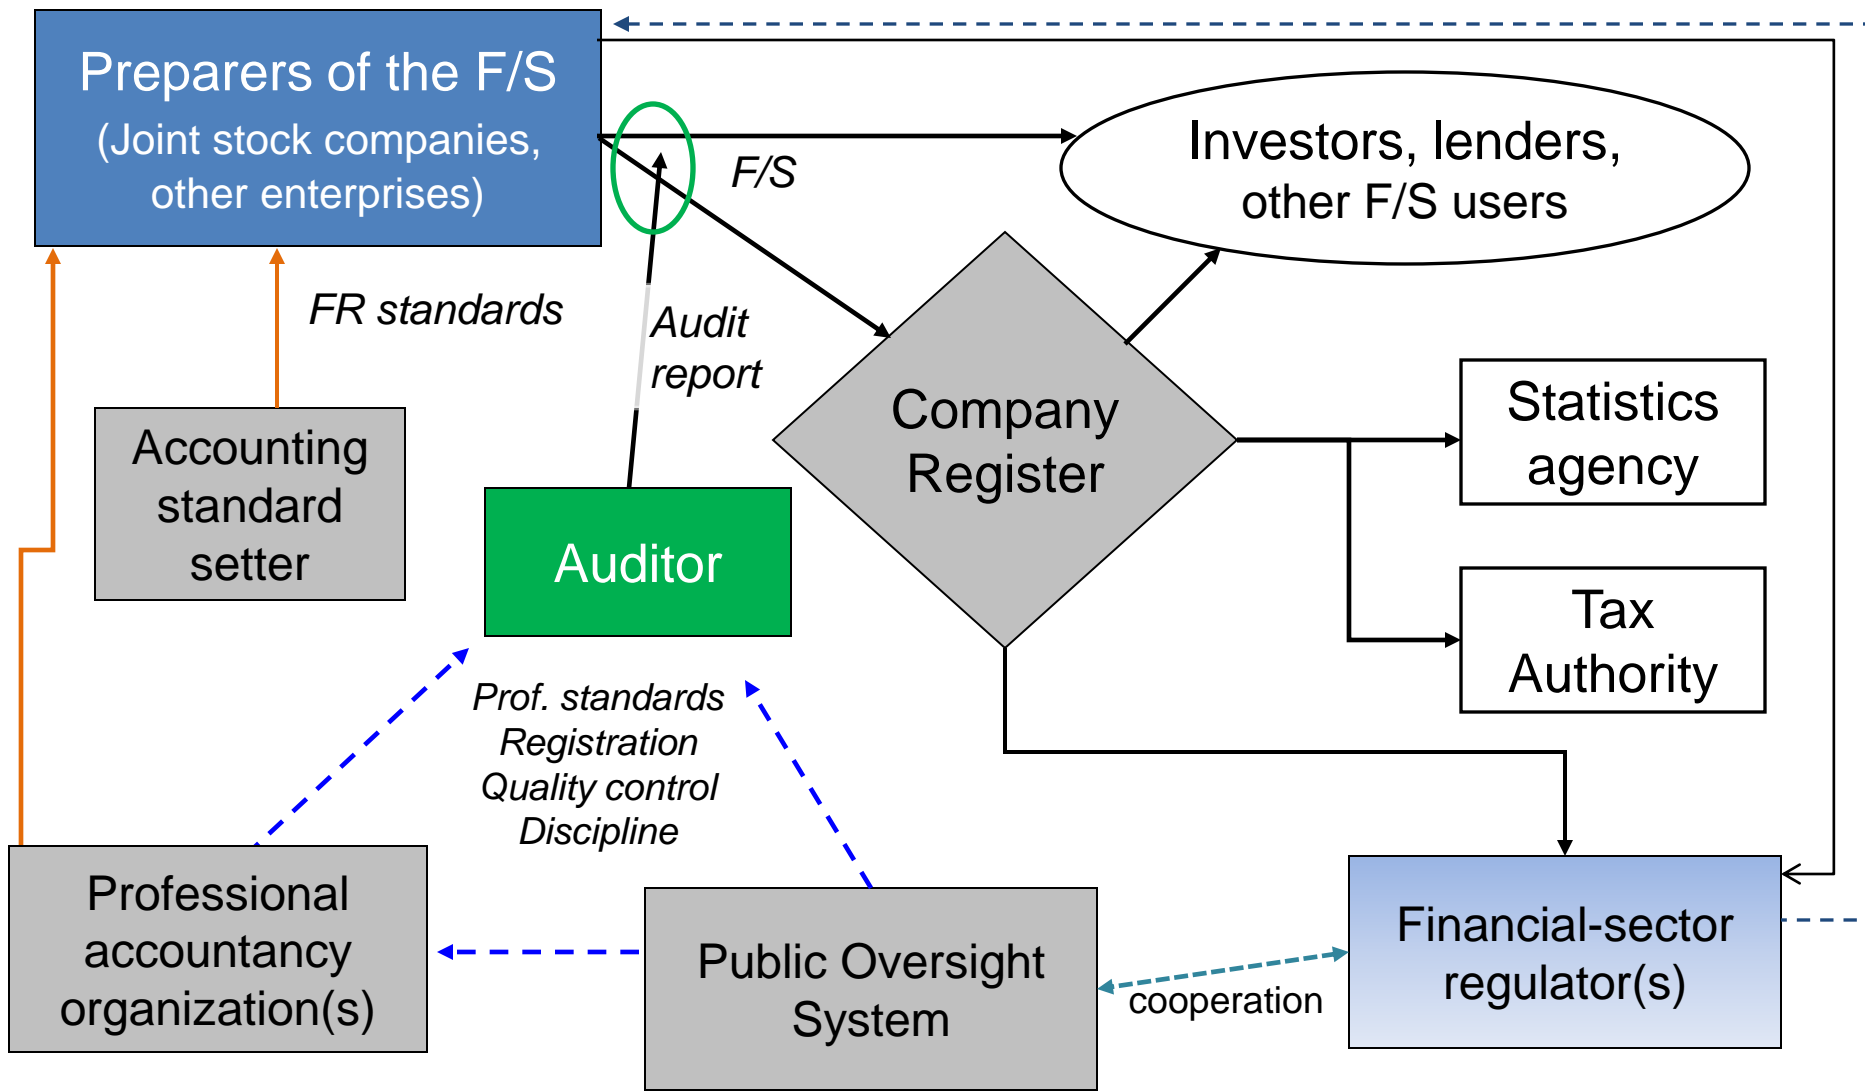 Preparers of the F/S
(Joint stock companies,
other enterprises)
F/S
Investors, lenders,
other F/S users
FR standards
Audit
report
Company
Register
Statistics
agency
Accounting
standard
setter
Auditor
Tax
Authority
Prof. standards
Registration
Quality control
Discipline
Professional
accountancy
organization(s)
Public Oversight
System
cooperation
Financial-sector
regulator(s)